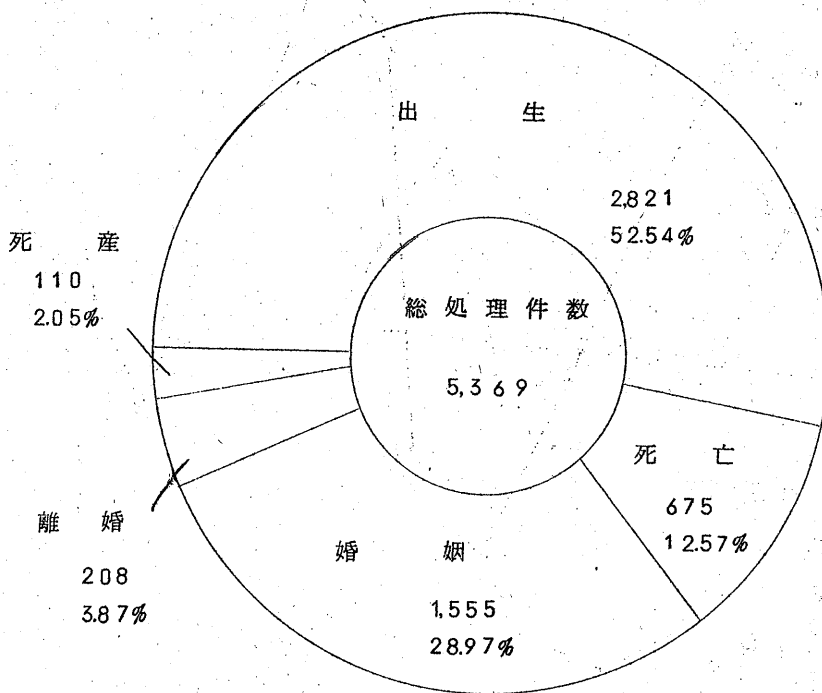 出生
2,821
52.54%
死産
110
2.05%
総処理件数
5,369
死亡
675
12.57%
離婚
208
3.87%
婚姻
1,555
28.97%